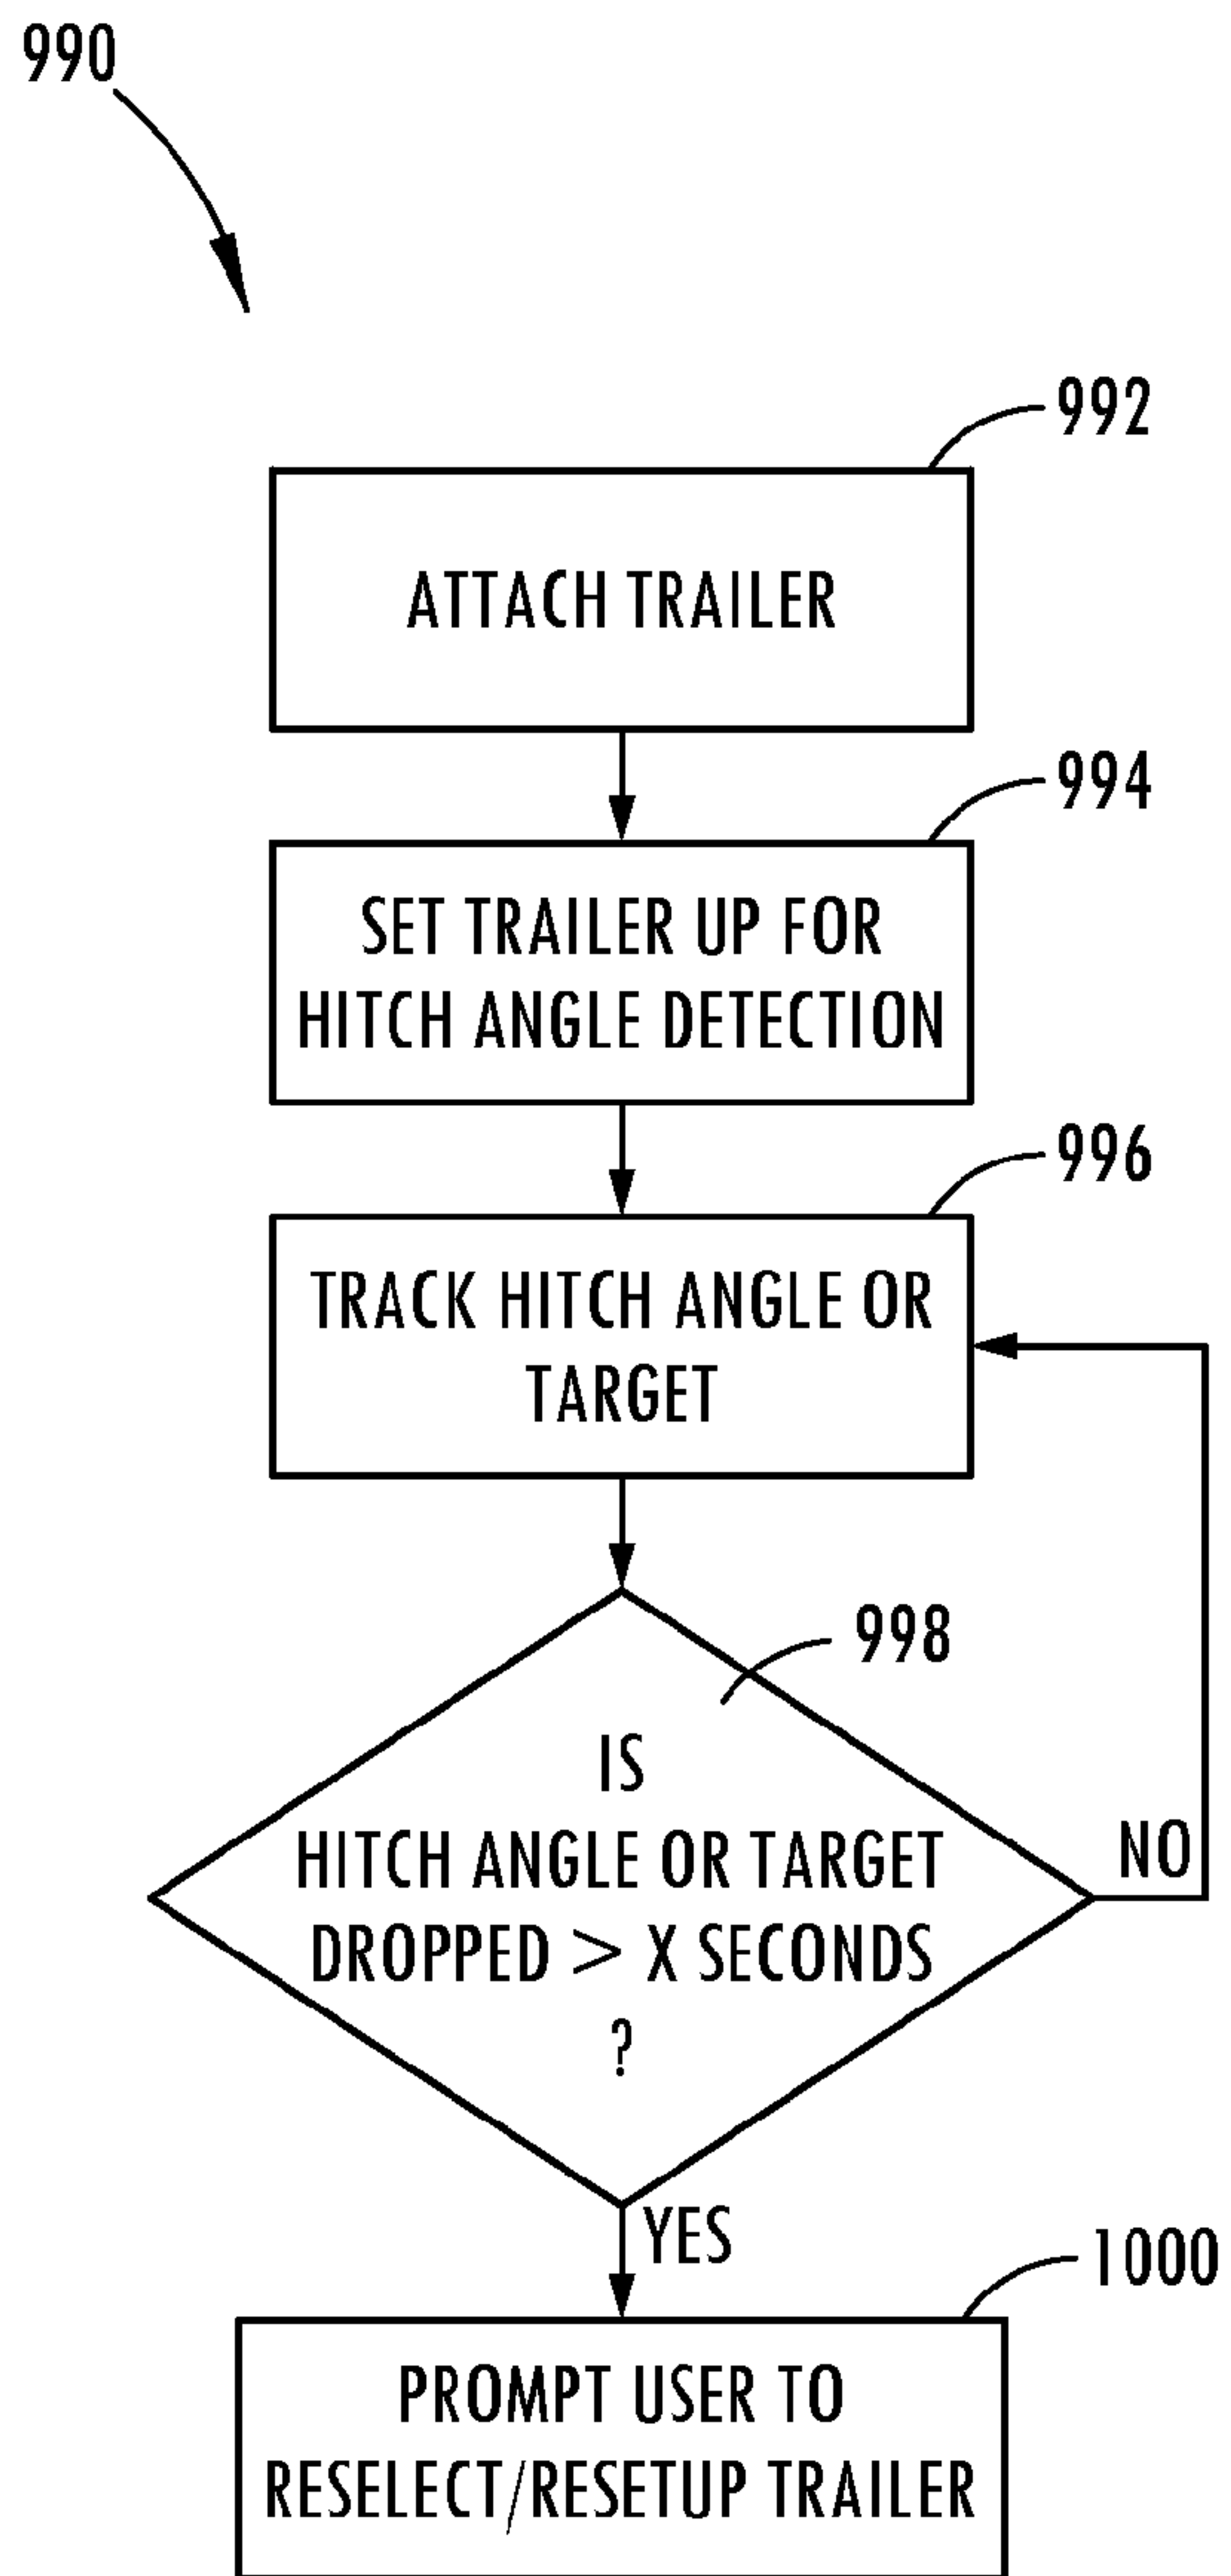 990
992
ATTACH TRAILER
994
SET TRAILER UP FOR
HITCH ANGLE DETECTION
996
TRACK HITCH ANGLE OR
TARGET
998
IS
HITCH ANGLE OR TARGET
DROPPED > X SECONDS
?
NO
YES
1000
PROMPT USER TO
RESELECT/RESETUP TRAILER